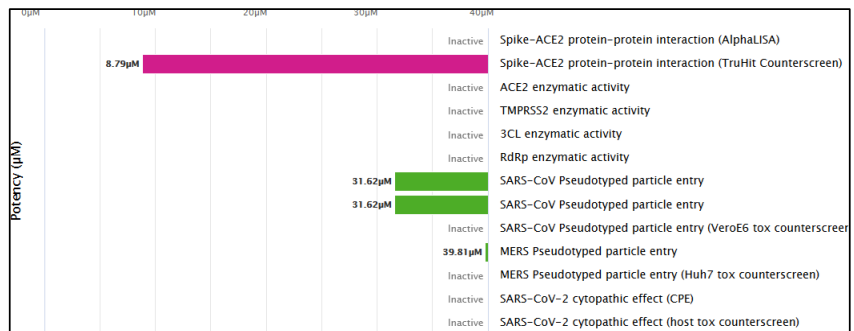 0μM 10μM 20μM 30μM 40μM
Potency (μM)
Inactive Spike-ACE2 protein-protein interaction (AlphaLISA)
8.79μM Spike-ACE2 protein-protein interaction (TruHit Counterscreen)
Inactive ACE2 enzymatic activity
Inactive TMPRSS2 enzymatic activity
Inactive 3CL enzymatic activity
Inactive RdRp enzymatic activity
31.62μM SARS-CoV Pseudotyped particle entry
31.62μM SARS-CoV Pseudotyped particle entry
Inactive SARS-CoV Pseudotyped particle entry (VeroE6 tox counterscreen
39.81μM MERS Pseudotyped particle entry
Inactive MERS Pseudotyped particle entry (Huh7 tox counterscreen)
Inactive SARS-CoV-2 cytopathic effect (CPE)
Inactive SARS-CoV-2 cytopathic effect (host tox counterscreen)